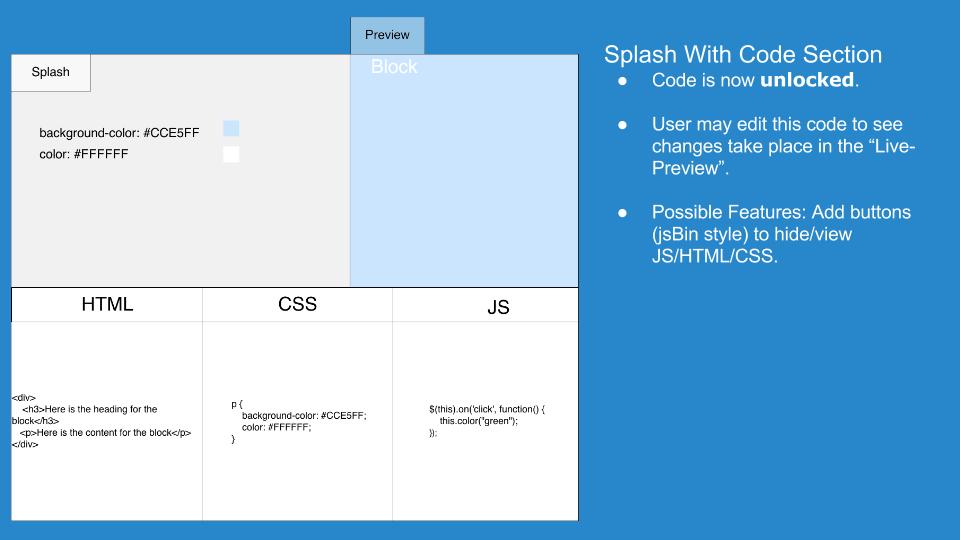 Preview
Splash
Block
background-color: #CCE5FF
color: #FFFFFF
HTML
CSS
JS
<div>
<h3>Here is the heading for the
block</h3>
<p>Here is the content for the block</p>
</div>
p {
background-color: #CCE5FF;
color: #FFFFFF;
}
$(this).on('click', function() {
this.color("green");
});
Splash With Code Section
● Code is now unlocked.
● User may edit this code to see
changes take place in the “Live-
Preview”.
● Possible Features: Add buttons
(jsBin style) to hide/view
JS/HTML/CSS.